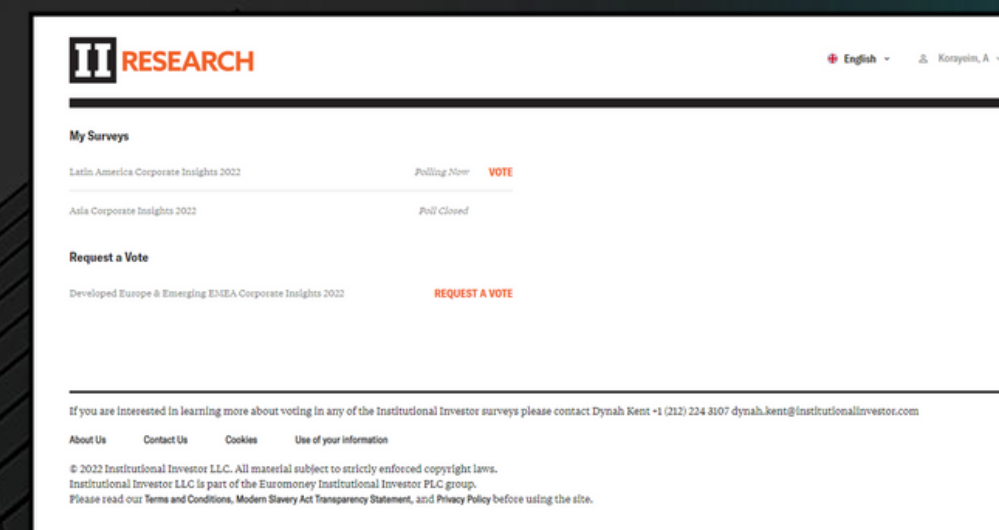 II RESEARCH
English
Korayeim, A
My Surveys
Latin America Corporate Insights 2022 Polling Now VOTE
Asia Corporate Insights 2022 Poll Closed
Request a Vote
Developed Europe & Emerging EMEA Corporate Insights 2022 REQUEST A VOTE
If you are interested in learning more about voting in any of the Institutional Investor surveys please contact Dynah Kent +1 (212) 224 3107 dynah.kent@institutionalinvestor.com
About Us Contact Us Cookies Use of your information
© 2022 Institutional Investor LLC. All material subject to strictly enforced copyright laws.
Institutional Investor LLC is part of the Euromoney Institutional Investor PLC group.
Please read our Terms and Conditions, Modern Slavery Act Transparency Statement, and Privacy Policy before using the site.